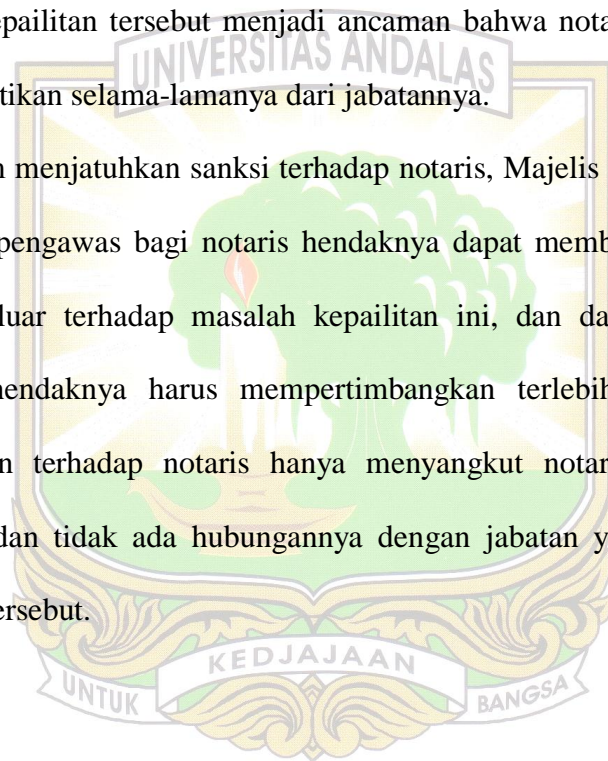 epailitan tersebut menjadi ancaman bahwa nota
UNIVERSITAS ANDALAS
tikan selama-lamanya dari jabatannya.
n menjatuhkan sanksi terhadap notaris, Majelis
pengawas bagi notaris hendaknya dapat memb
luar terhadap masalah kepailitan ini, dan da
hendaknya harus mempertimbangkan terlebih
n terhadap notaris hanya menyangkut notar
dan tidak ada hubungannya dengan jabatan y
ersebut.
KEDJAJAAN
UNTUK
BANGSA